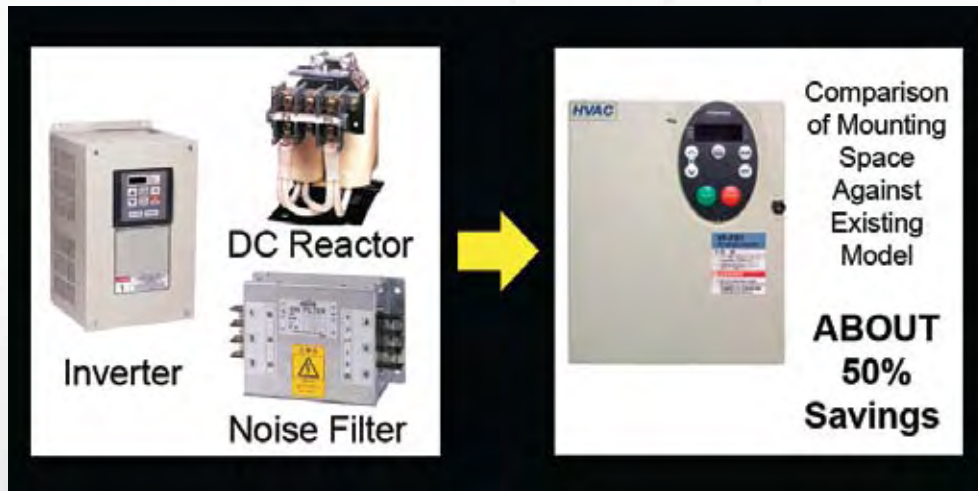 DC Reactor
Inverter
Noise Filter
HVAC
Comparison
of Mounting
Space
Against
Existing
Model
ABOUT
50%
Savings